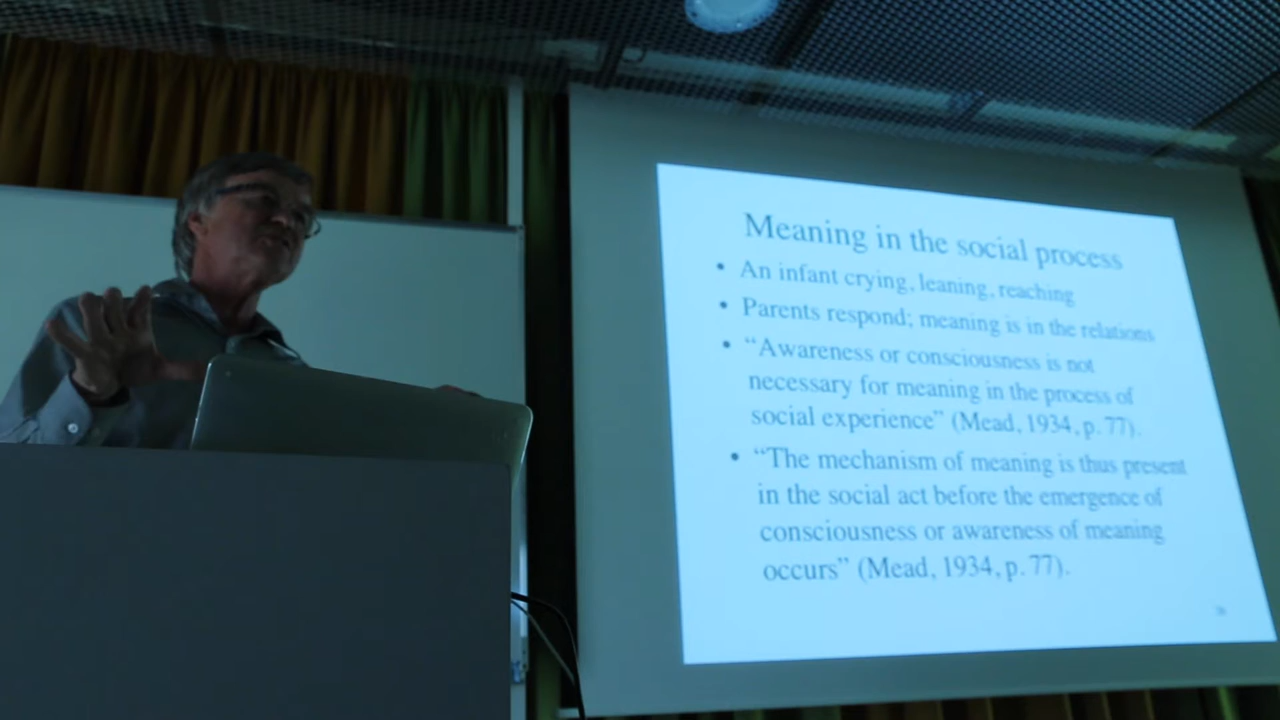 Meaning in the social process
• An infant crying, leaning, reaching
• Parents respond; meaning is in the relations
• “Awareness or consciousness is not
necessary for meaning in the process of
social experience” (Mead, 1934, p. 77).
• “The mechanism of meaning is thus present
in the social act before the emergence of
consciousness or awareness of meaning
occurs” (Mead, 1934, p. 77).